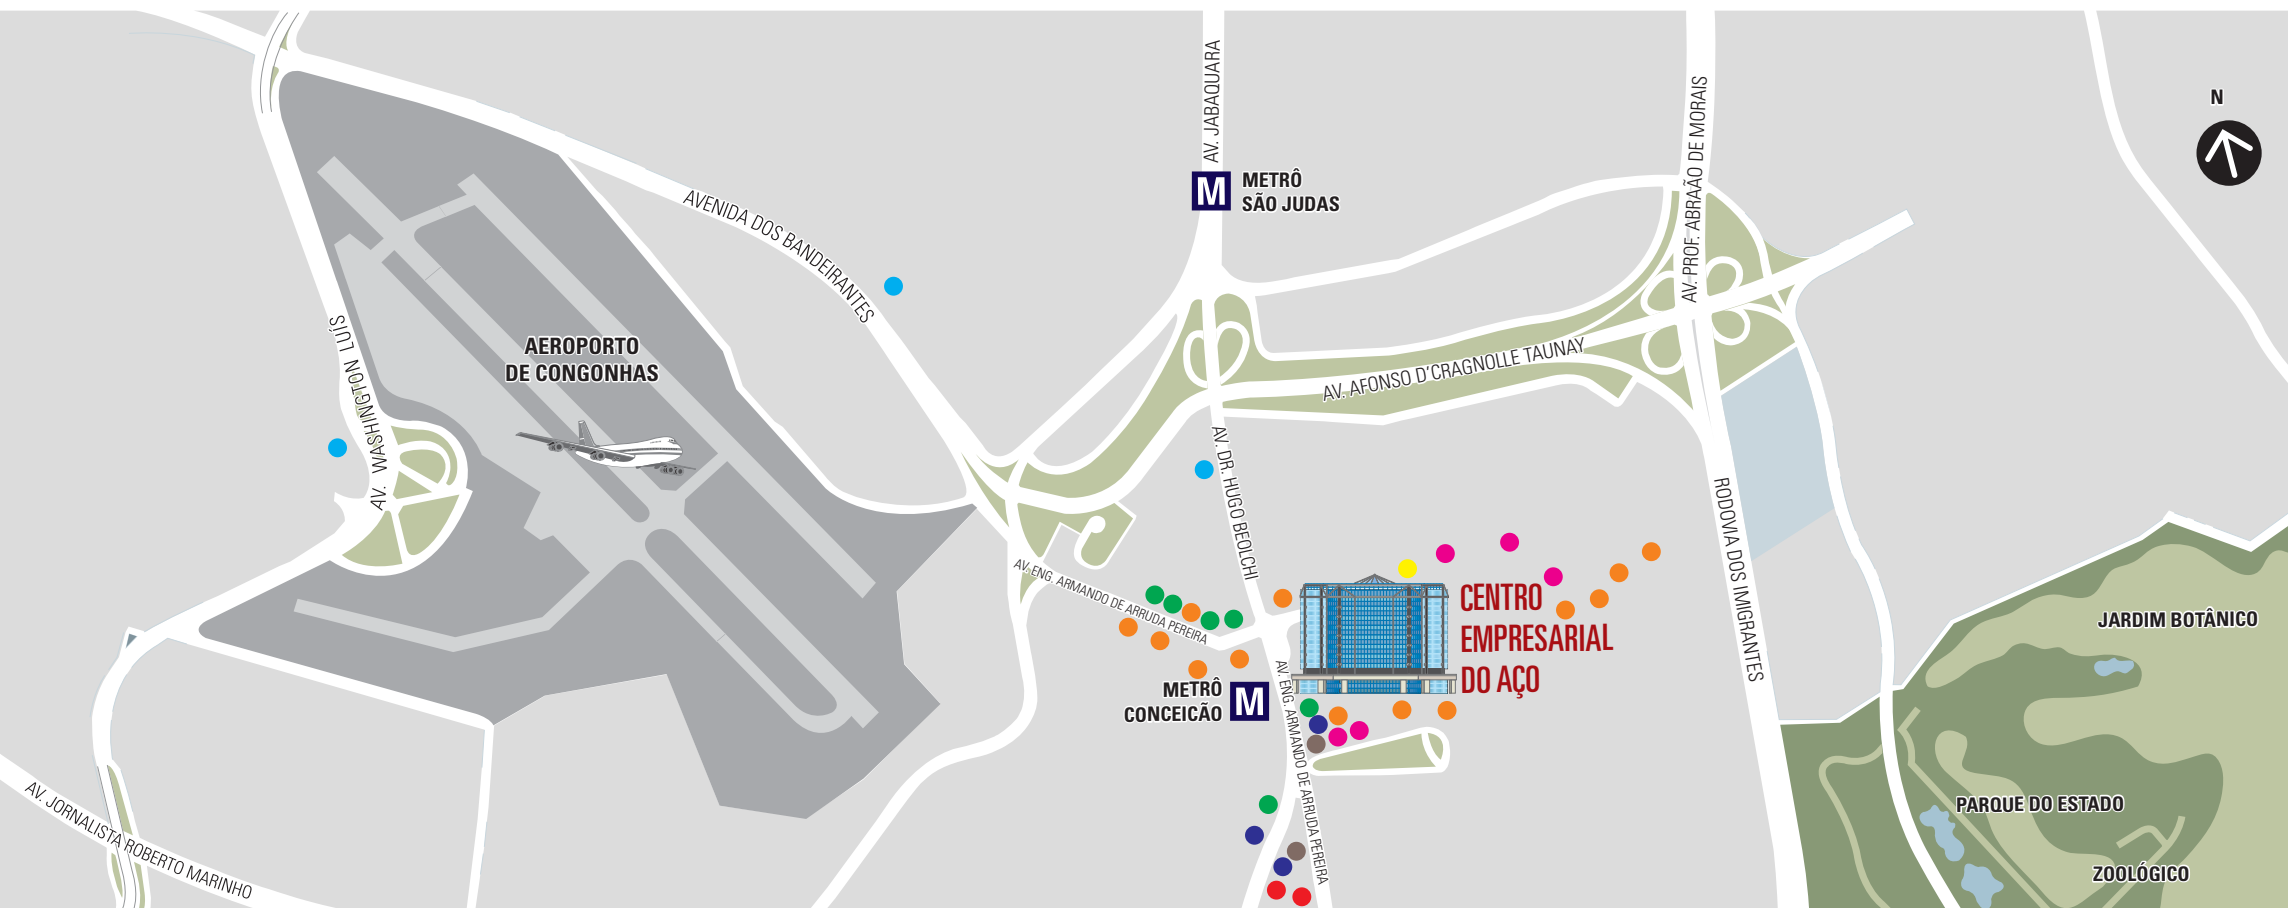 N
AV. JABAQUARA
AV. PROF. ABRAÃO DE MORAIS
M
METRÔ
SÃO JUDAS
AVENIDA DOS BANDEIRANTES
AV. WASHINGTON LUÍS
AEROPORTO
DE CONGONHAS
AV. AFONSO D'CRAGNOLLE TAUNAY
AV. DR. HUGO BEOLCHI
RODOVIA DOS IMIGRANTES
AV. ENG. ARMANDO DE ARRUDA PEREIRA
CENTRO
EMPRESARIAL
DO AÇO
JARDIM BOTÂNICO
METRÔ
CONCEICÃO
M
AV. ENG. ARMANDO DE ARRUDA PEREIRA
PARQUE DO ESTADO
ZOOLÓGICO
AV. JORNALISTA ROBERTO MARINHO